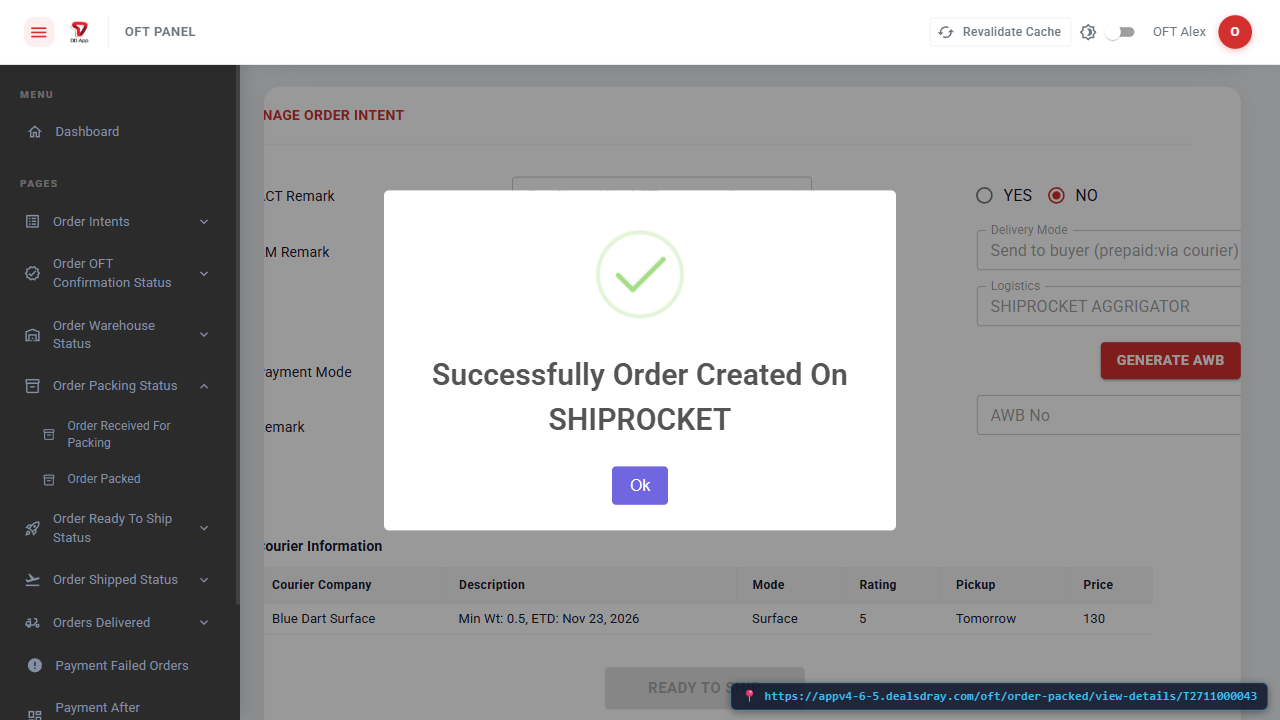 DD App
OFT PANEL
Revalidate Cache
OFT Alex
O
MENU
Dashboard
PAGES
Order Intents
Order OFT
Confirmation Status
Order Warehouse
Status
Order Packing Status
Order Received For
Packing
Order Packed
Order Ready To Ship
Status
Order Shipped Status
Orders Delivered
Payment Failed Orders
Payment After
NAGE ORDER INTENT
CT Remark
YES
NO
M Remark
Delivery Mode
Send to buyer (prepaid:via courier)
Logistics
SHIPROCKET AGGRIGATOR
ayment Mode
GENERATE AWB
emark
AWB No
Successfully Order Created On
SHIPROCKET
Ok
ourier Information
Courier Company Description Mode Rating Pickup Price
Blue Dart Surface Min Wt: 0.5, ETD: Nov 23, 2026 Surface 5 Tomorrow 130
READY TO
https://appv4-6-5.dealsdray.com/oft/order-packed/view-details/T2711000043